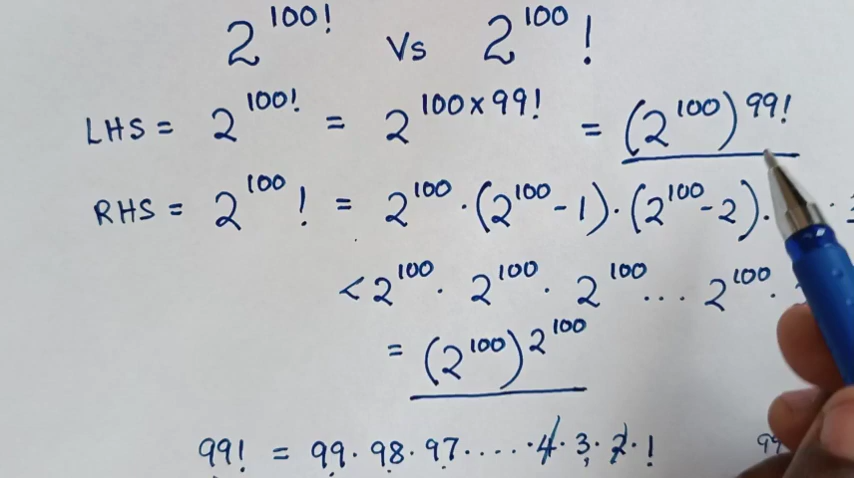 2^100! Vs 2^100!
LHS = 2^100! = 2^100×99! = (2^100)^99!
RHS = 2^100! = 2^100·(2^100-1)·(2^100-2).
<2^100· 2^100· 2^100... 2^100·
= (2^100)^2^100
99! = 99·98·97.....·4·3·2·! 99